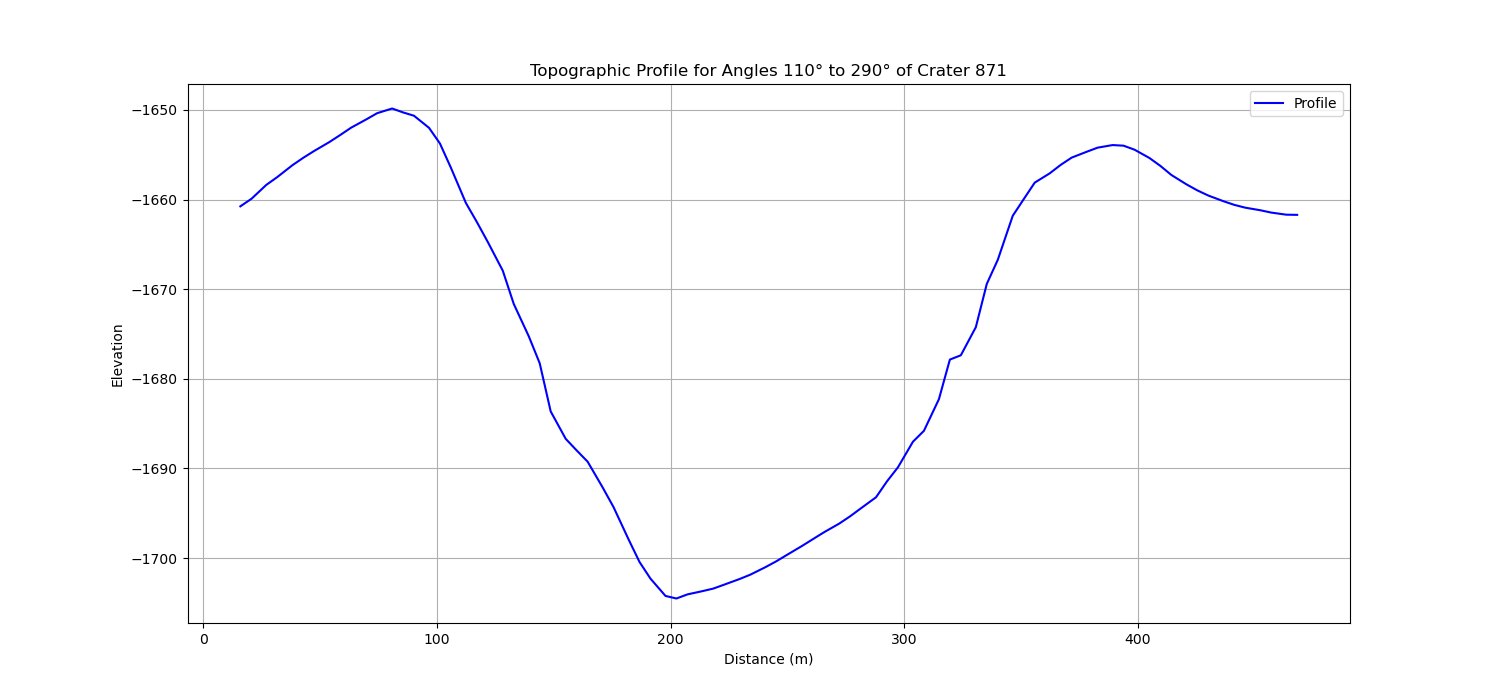 Topographic Profile for Angles 110° to 290° of Crater 871
Profile
−1650
−1660
−1670
−1680
−1690
−1700
Elevation
0 100 200 300 400
Distance (m)